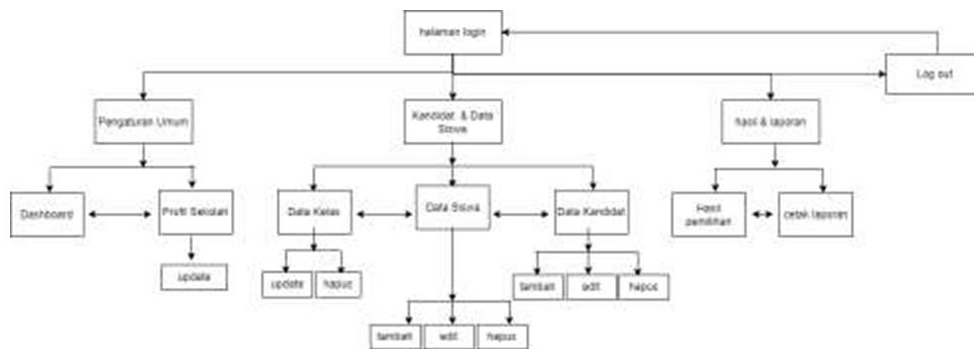 halaman login
Log out
Pengaturan Umum
Kandidat & Data
Siswa
hasil & laporan
Dashboard
Profil Sekolah
Data Kelas
Data Siswa
Data Kandidat
Hasil
pemilihan
cetak laporan
update
update
hapus
tambah
edit
hapus
tambah
edit
hapus